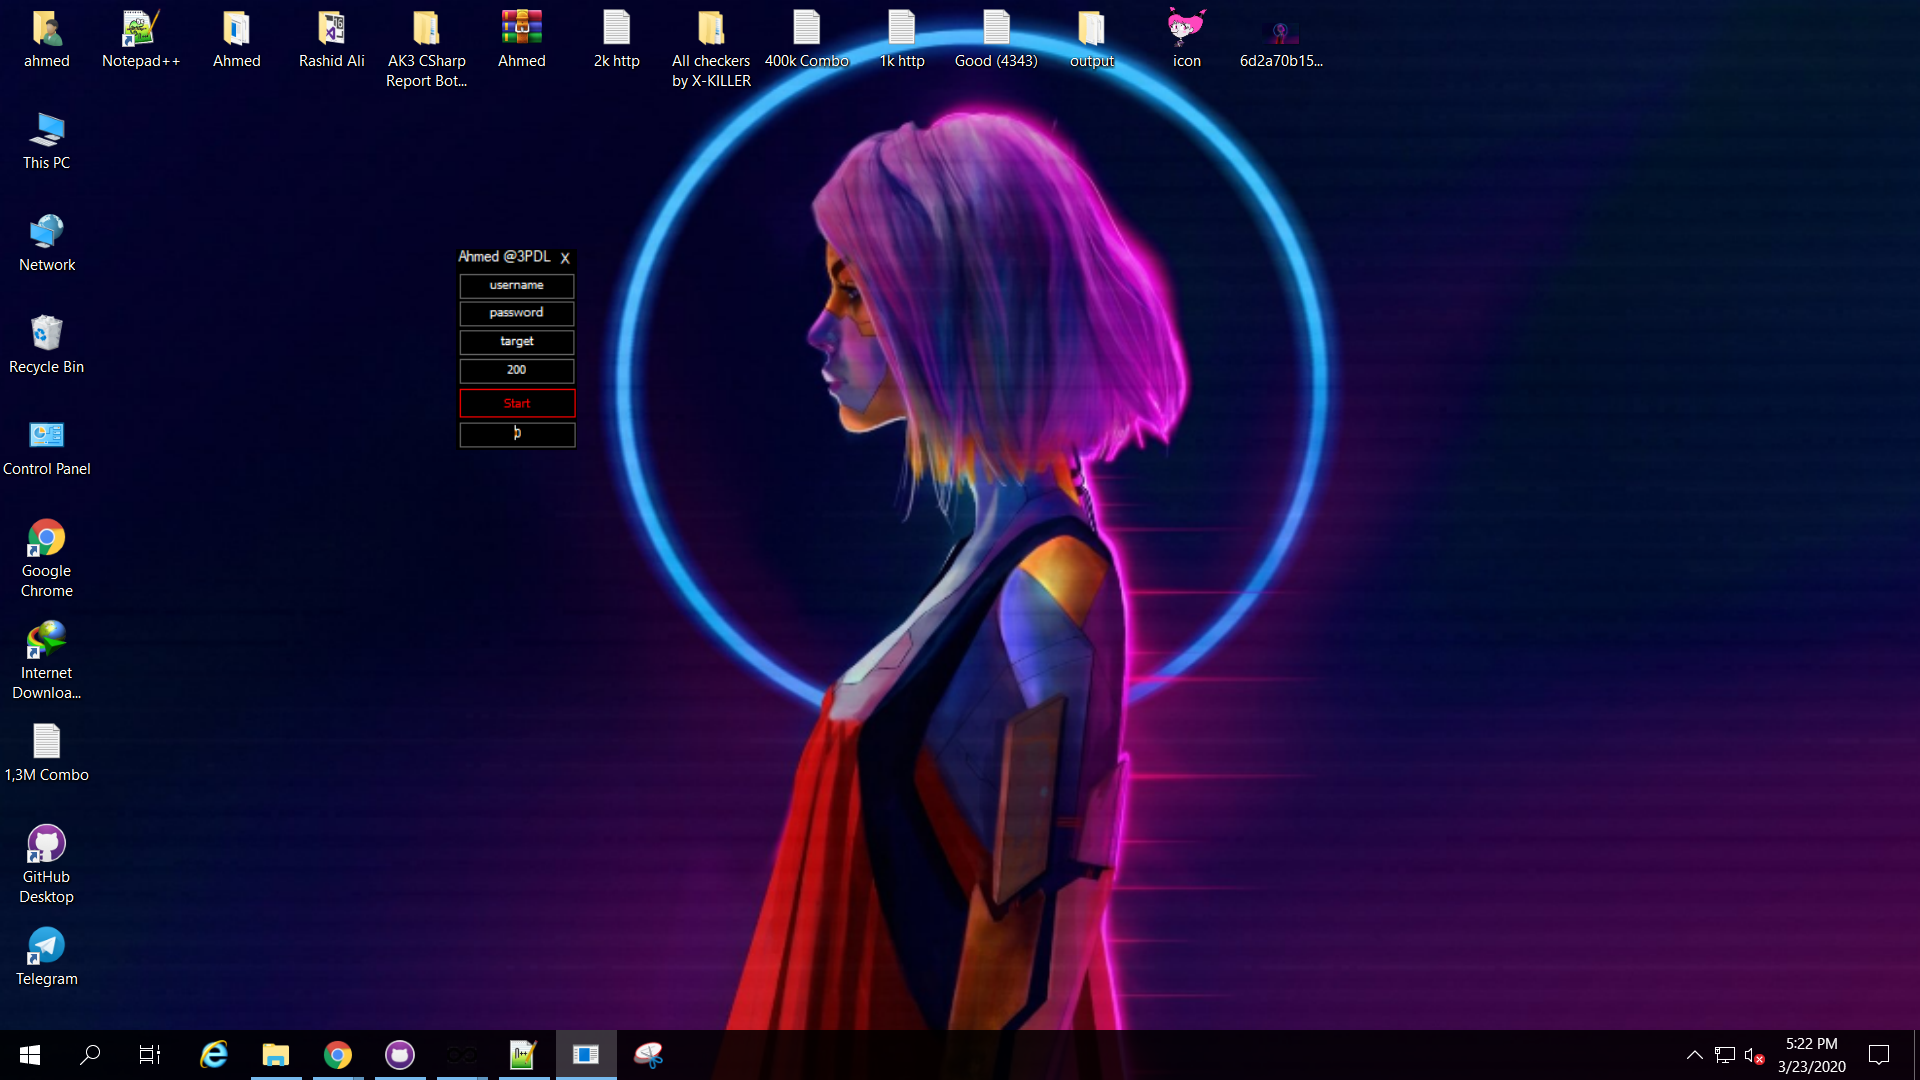 ahmed
Notepad++
Ahmed
Rashid Ali
AK3 CSharp
Report Bot...
Ahmed
2k http
All checkers
by X-KILLER
400k Combo
1k http
Good (4343)
output
icon
6d2a70b15...
This PC
Network
Recycle Bin
Control Panel
Google
Chrome
Internet
Downloa...
1,3M Combo
GitHub
Desktop
Telegram
Ahmed @3PDL X
username
password
target
200
Start
5:22 PM
3/23/2020